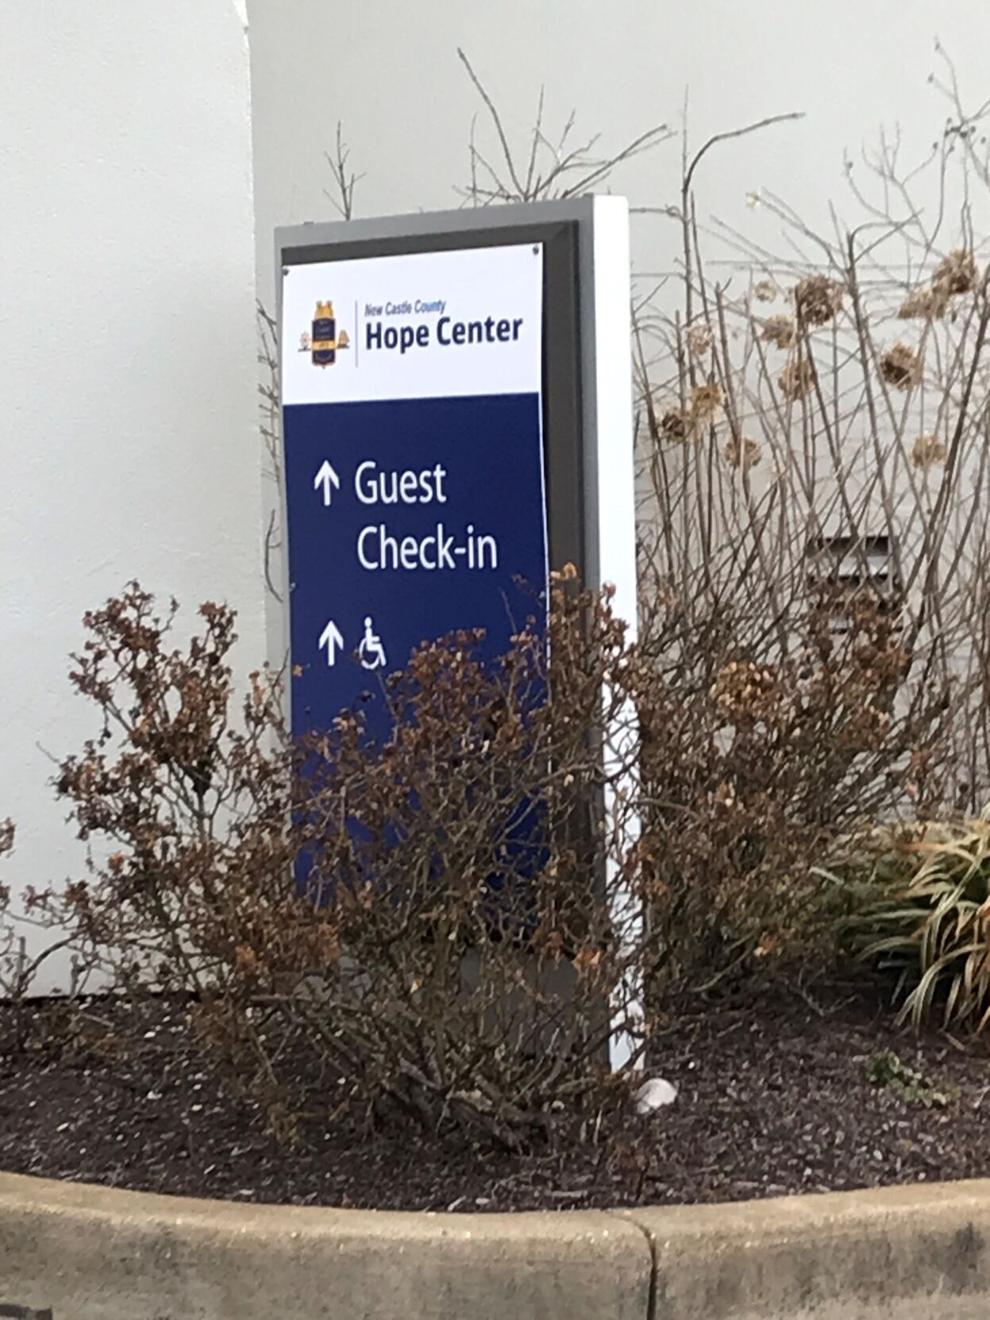 New Castle County
Hope Center
Guest
Check-in